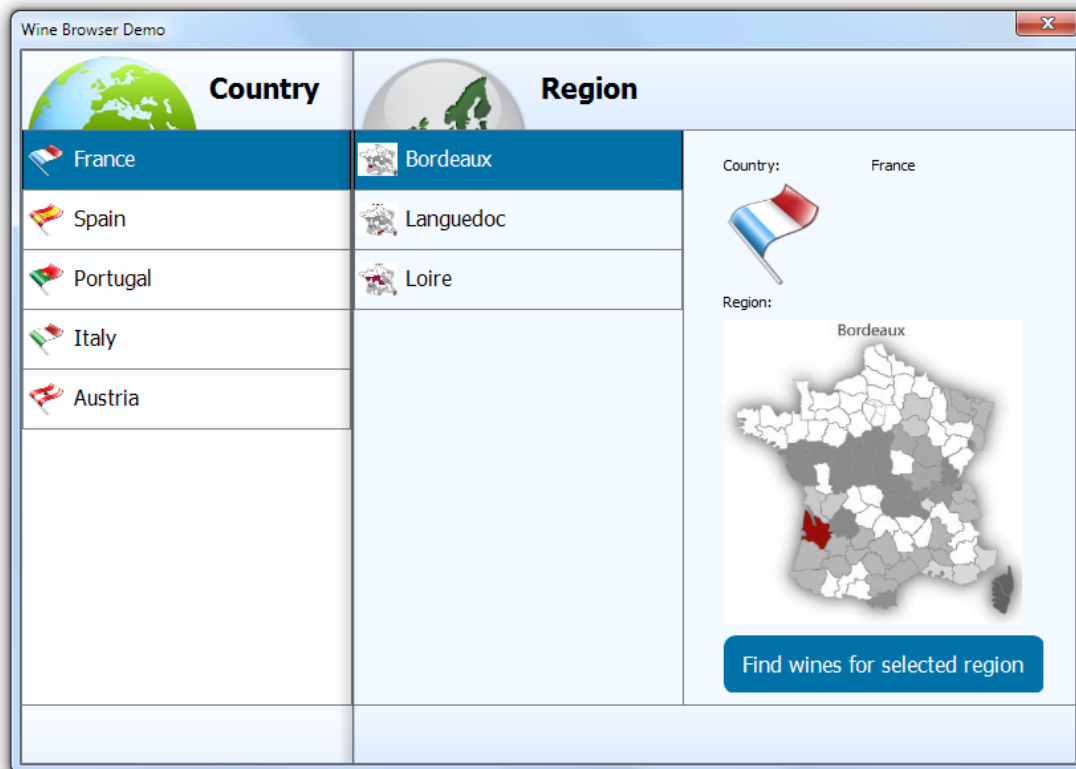 Wine Browser Demo
Country
Region
France
Spain
Portugal
Italy
Austria
Bordeaux
Languedoc
Loire
Country: France
Region:
Bordeaux
Find wines for selected region